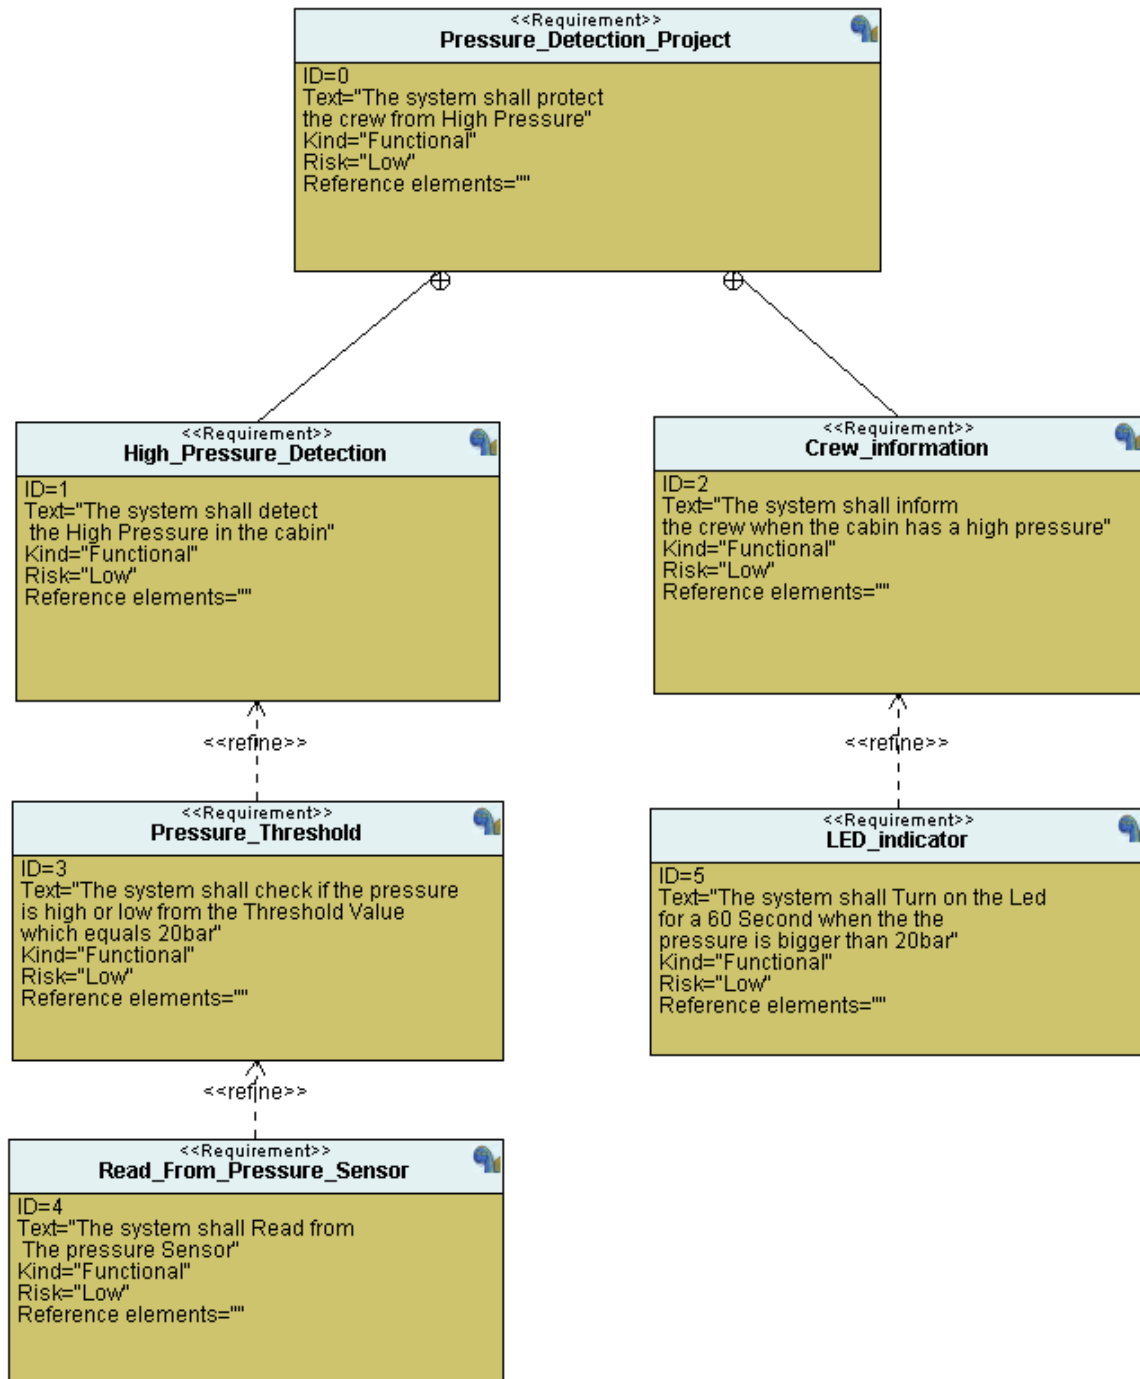 <<Requirement>>
Pressure_Detection_Project
ID=0
Text="The system shall protect
the crew from High Pressure"
Kind="Functional"
Risk="Low"
Reference elements=""
<<Requirement>>
High_Pressure_Detection
ID=1
Text="The system shall detect
the High Pressure in the cabin"
Kind="Functional"
Risk="Low"
Reference elements=""
<<Requirement>>
Crew_information
ID=2
Text="The system shall inform
the crew when the cabin has a high pressure"
Kind="Functional"
Risk="Low"
Reference elements=""
<<refine>>
<<refine>>
<<Requirement>>
Pressure_Threshold
ID=3
Text="The system shall check if the pressure
is high or low from the Threshold Value
which equals 20bar"
Kind="Functional"
Risk="Low"
Reference elements=""
<<Requirement>>
LED_indicator
ID=5
Text="The system shall Turn on the Led
for a 60 Second when the the
pressure is bigger than 20bar"
Kind="Functional"
Risk="Low"
Reference elements=""
<<refine>>
<<Requirement>>
Read_From_Pressure_Sensor
ID=4
Text="The system shall Read from
The pressure Sensor"
Kind="Functional"
Risk="Low"
Reference elements=""